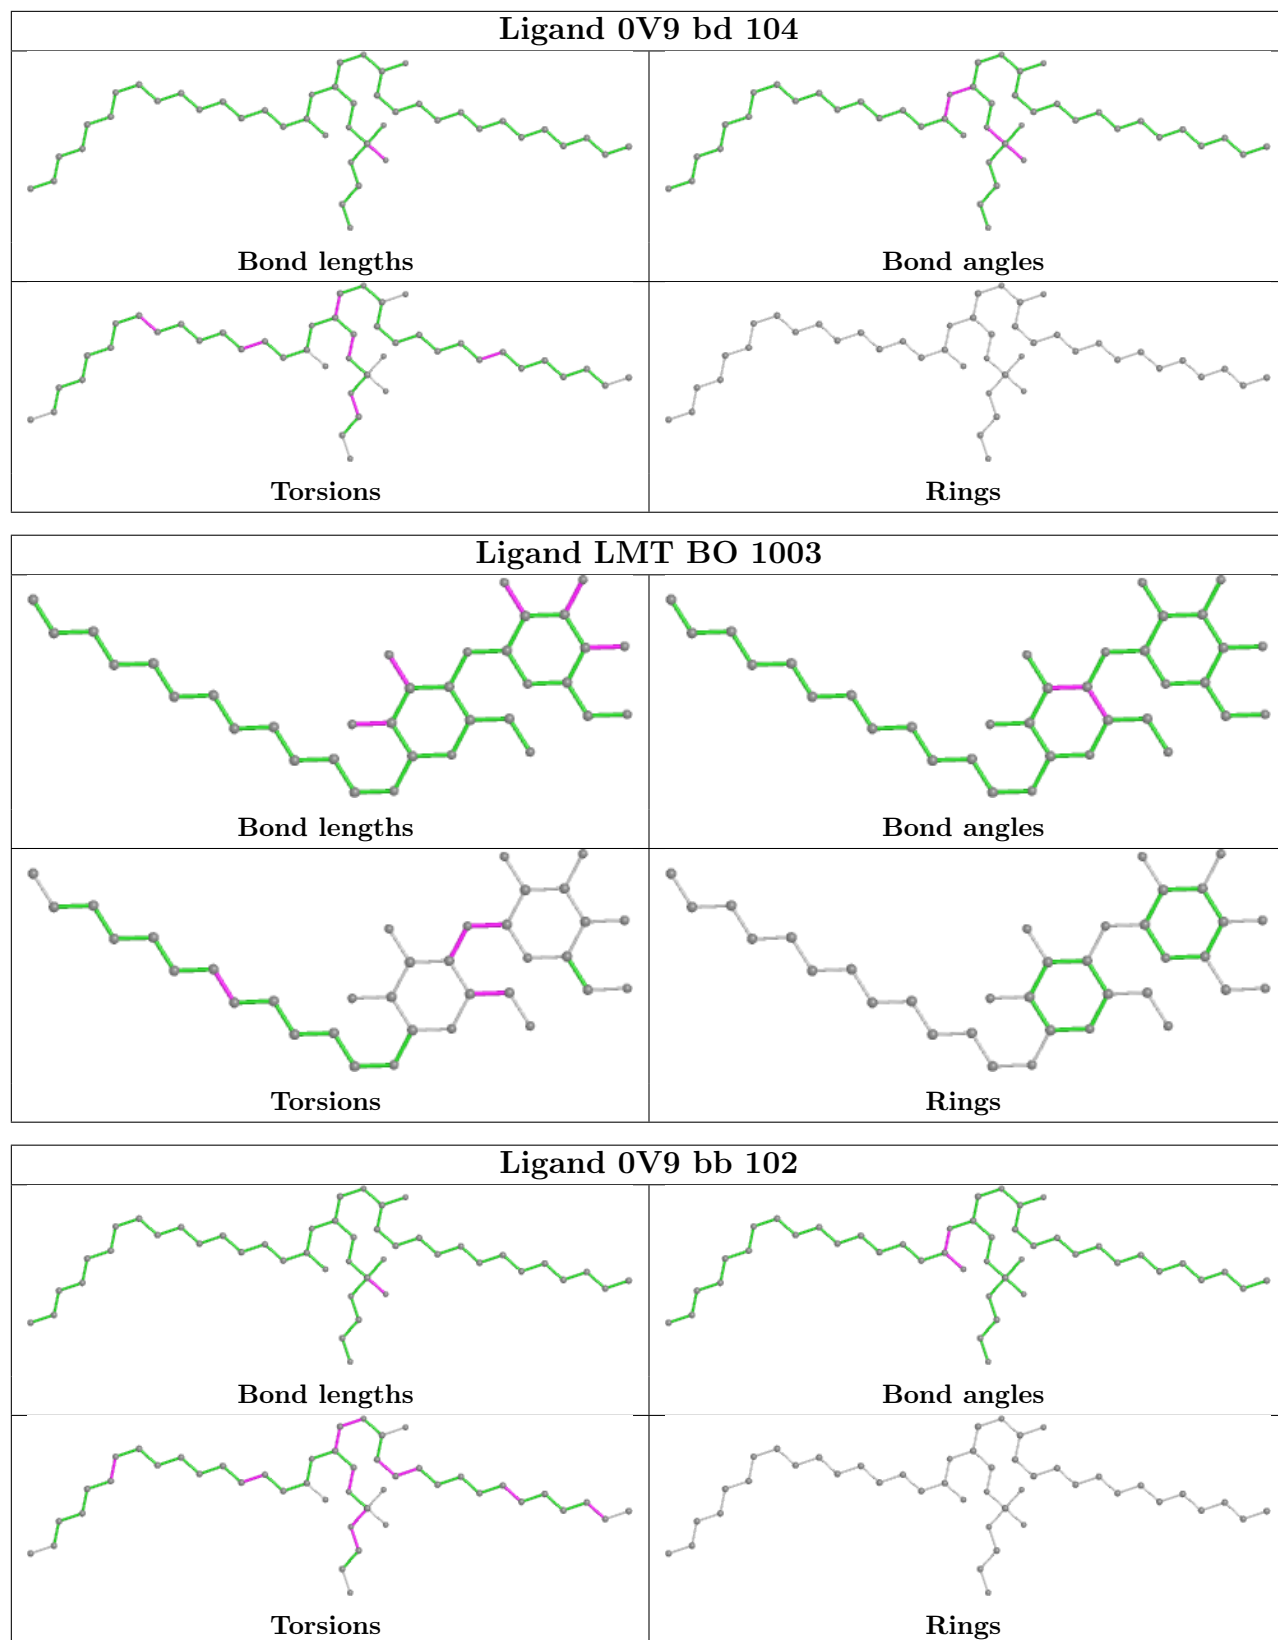 Ligand 0V9 bd 104
Bond lengths
Bond angles
Torsions
Rings
Ligand LMT BO 1003
Bond lengths
Bond angles
Torsions
Rings
Ligand 0V9 bb 102
Bond lengths
Bond angles
Torsions
Rings